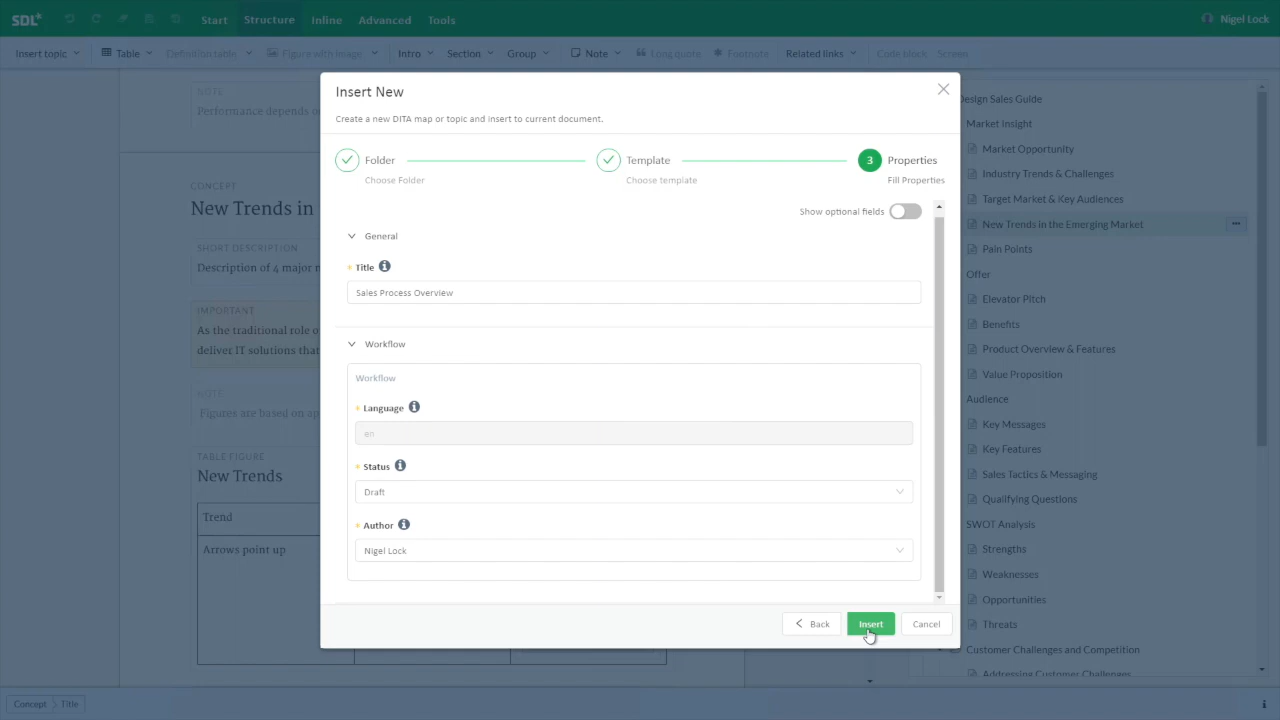 SDL*
Start
Structure
Inline
Advanced
Tools
Nigel Lock
Insert topic
Table
Definition table
Figure with image
Intro
Section
Group
Note
Long quote
Footnote
Related links
Code block
Screen
NOTE
Performance depends o
CONCEPT
New Trends in
SHORT DESCRIPTION
Description of 4 major
IMPORTANT
As the traditional role o
deliver IT solutions that
NOTE
Figures are based on ap
TABLE FIGURE
New Trends
Trend
Arrows point up
Insert New
Create a new DITA map or topic and insert to current document.
Folder
Choose Folder
Template
Choose template
3
Properties
Fill Properties
Show optional fields
General
* Title
Sales Process Overview
Workflow
Workflow
* Language
en
* Status
Draft
* Author
Nigel Lock
Back
Insert
Cancel
Design Sales Guide
Market Insight
Market Opportunity
Industry Trends & Challenges
Target Market & Key Audiences
New Trends in the Emerging Market
Pain Points
Offer
Elevator Pitch
Benefits
Product Overview & Features
Value Proposition
Audience
Key Messages
Key Features
Sales Tactics & Messaging
Qualifying Questions
SWOT Analysis
Strengths
Weaknesses
Opportunities
Threats
Customer Challenges and Competition
Addressing Customer Challenges
Concept
Title